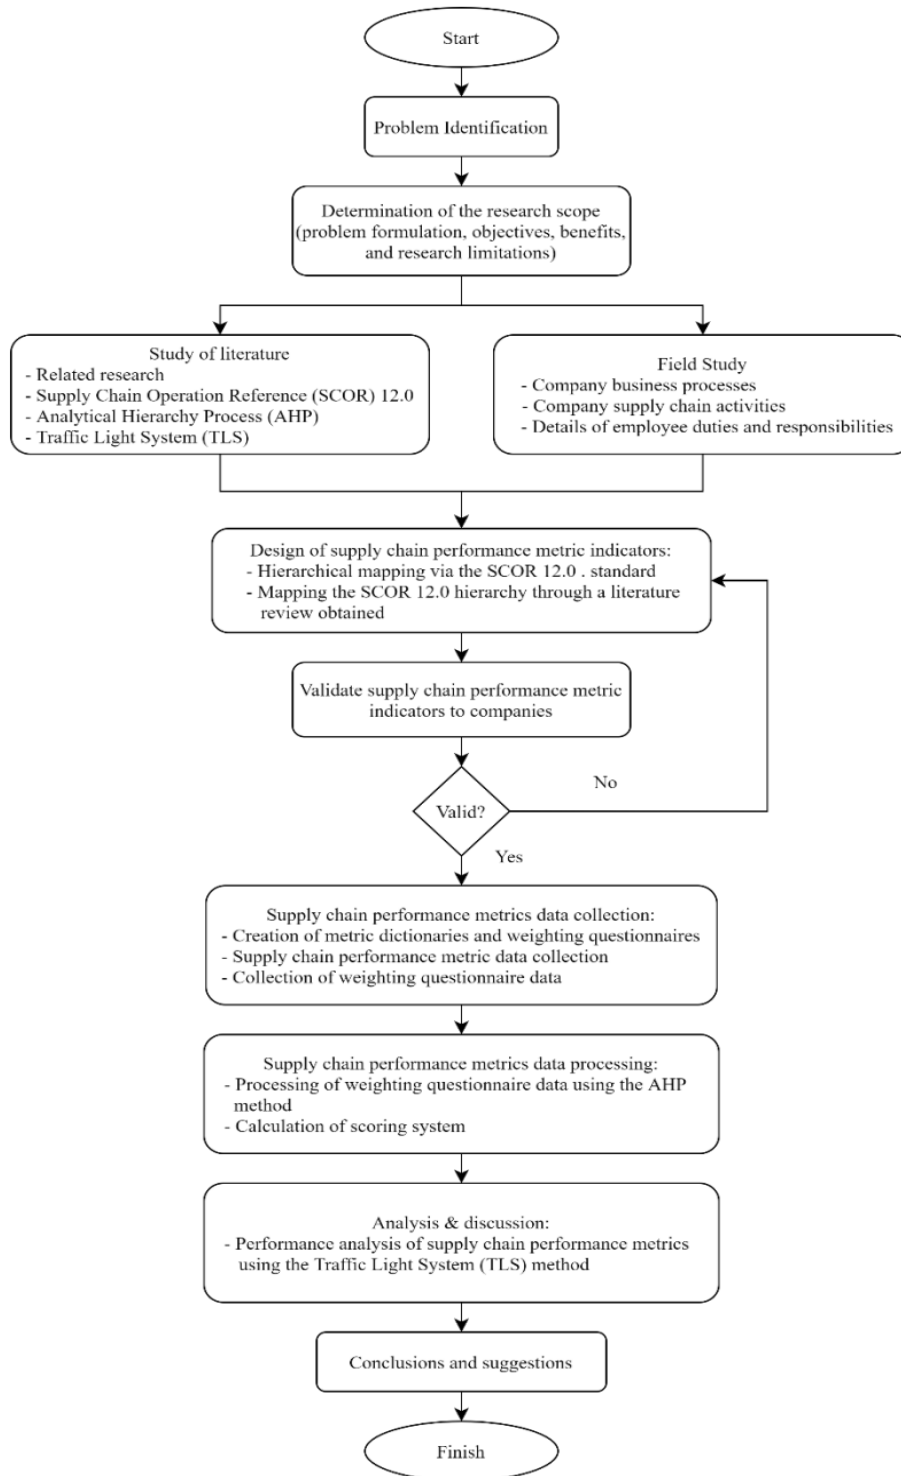 Start
Problem Identification
Determination of the research scope
(problem formulation, objectives, benefits,
and research limitations)
Study of literature
- Related research
- Supply Chain Operation Reference (SCOR) 12.0
- Analytical Hierarchy Process (AHP)
- Traffic Light System (TLS)
Field Study
- Company business processes
- Company supply chain activities
- Details of employee duties and responsibilities
Design of supply chain performance metric indicators:
- Hierarchical mapping via the SCOR 12.0 . standard
- Mapping the SCOR 12.0 hierarchy through a literature
review obtained
Validate supply chain performance metric
indicators to companies
Valid?
No
Yes
Supply chain performance metrics data collection:
- Creation of metric dictionaries and weighting questionnaires
- Supply chain performance metric data collection
- Collection of weighting questionnaire data
Supply chain performance metrics data processing:
- Processing of weighting questionnaire data using the AHP
method
- Calculation of scoring system
Analysis & discussion:
- Performance analysis of supply chain performance metrics
using the Traffic Light System (TLS) method
Conclusions and suggestions
Finish